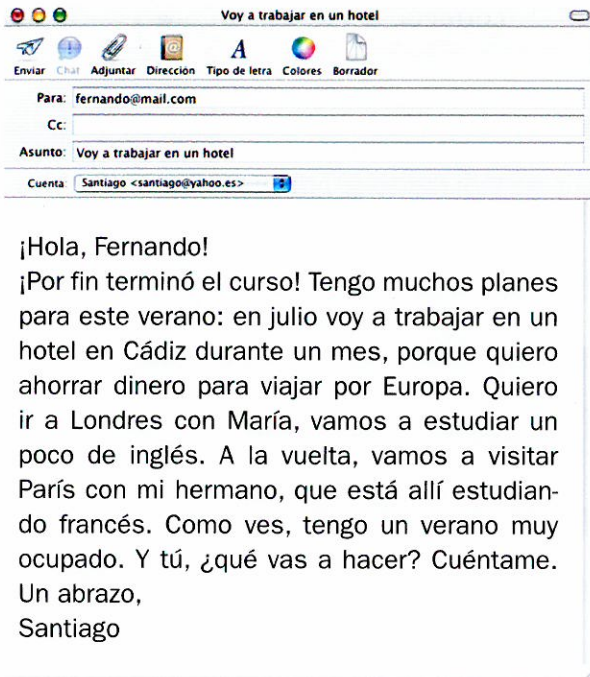 Voy a trabajar en un hotel
Enviar Chat Adjuntar Dirección Tipo de letra Colores Borrador
Para: fernando@mail.com
Cc:
Asunto: Voy a trabajar en un hotel
Cuenta: Santiago <santiago@yahoo.es>
¡Hola, Fernando!
¡Por fin terminó el curso! Tengo muchos planes
para este verano: en julio voy a trabajar en un
hotel en Cádiz durante un mes, porque quiero
ahorrar dinero para viajar por Europa. Quiero
ir a Londres con María, vamos a estudiar un
poco de inglés. A la vuelta, vamos a visitar
París con mi hermano, que está allí estudian-
do francés. Como ves, tengo un verano muy
ocupado. Y tú, ¿qué vas a hacer? Cuéntame.
Un abrazo,
Santiago